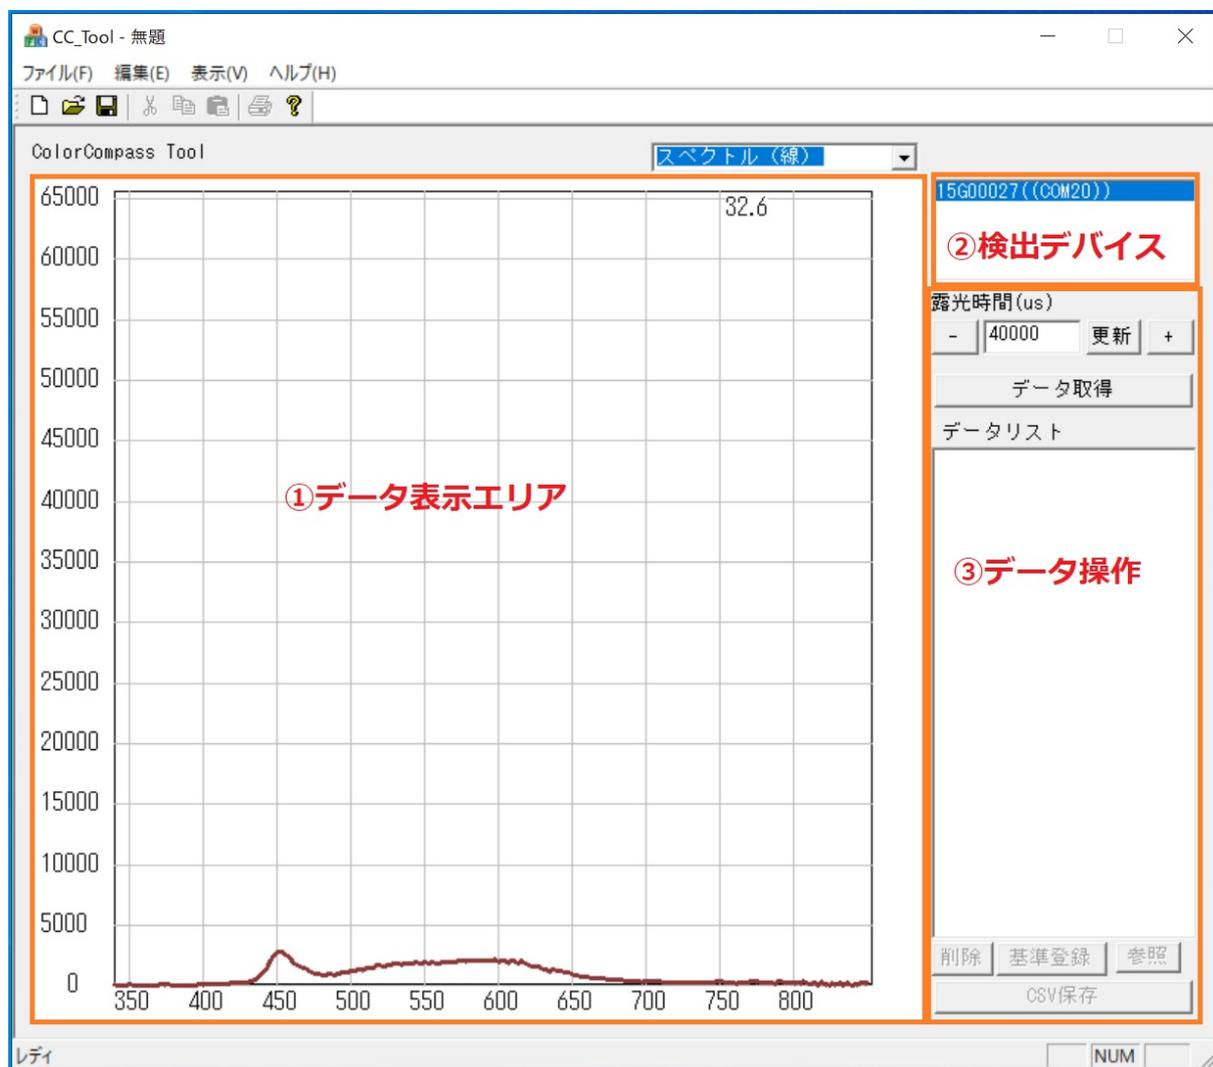 CC_Tool - 無題
ファイル(F) 編集(E) 表示(V) ヘルプ(H)
ColorCompass Tool
スペクトル (線)
65000
32.6
60000
55000
50000
45000
40000
35000
30000
25000
20000
15000
10000
5000
0
350 400 450 500 550 600 650 700 750 800
①データ表示エリア
15G00027((COM20))
②検出デバイス
露光時間(us)
- 40000 更新 +
データ取得
データリスト
③データ操作
削除 基準登録 参照
CSV保存
レディ
NUM